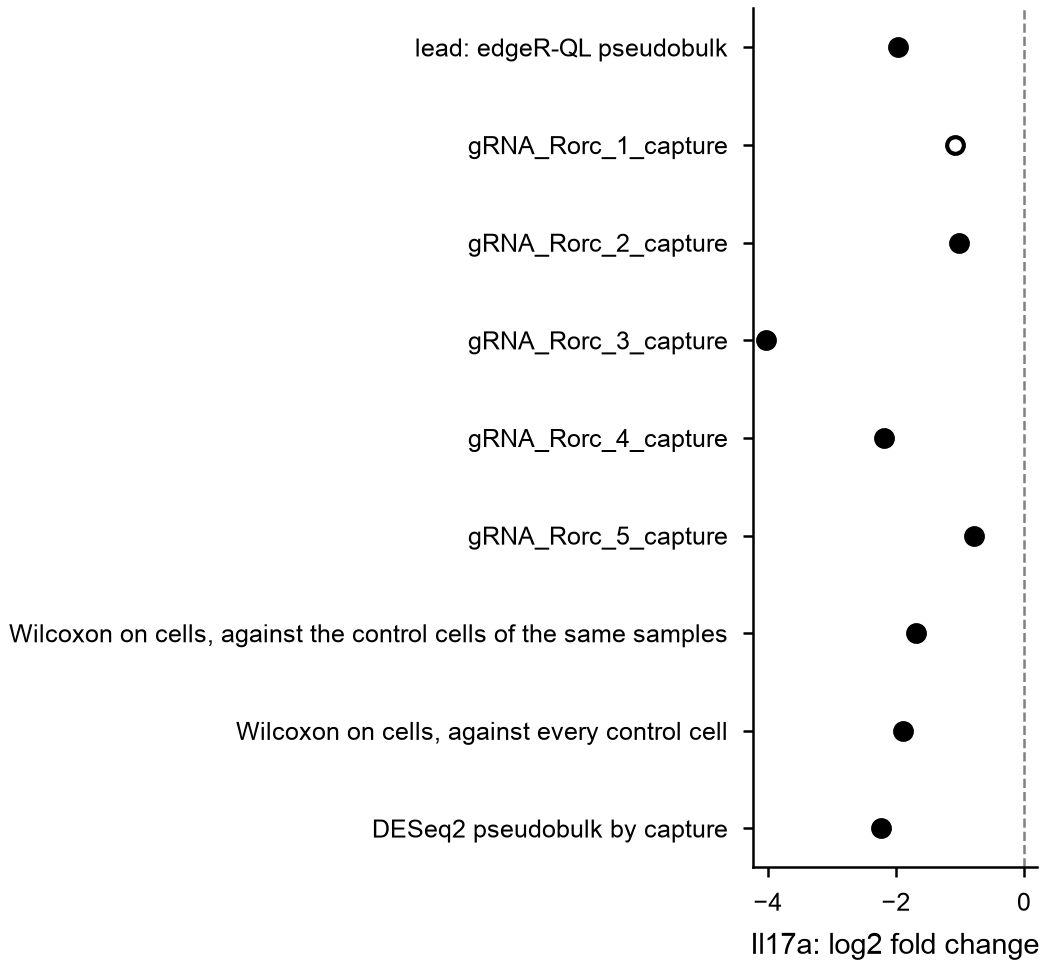 lead: edgeR-QL pseudobulk
gRNA_Rorc_1_capture
gRNA_Rorc_2_capture
gRNA_Rorc_3_capture
gRNA_Rorc_4_capture
gRNA_Rorc_5_capture
Wilcoxon on cells, against the control cells of the same samples
Wilcoxon on cells, against every control cell
DESeq2 pseudobulk by capture
−4 −2 0
Il17a: log2 fold change